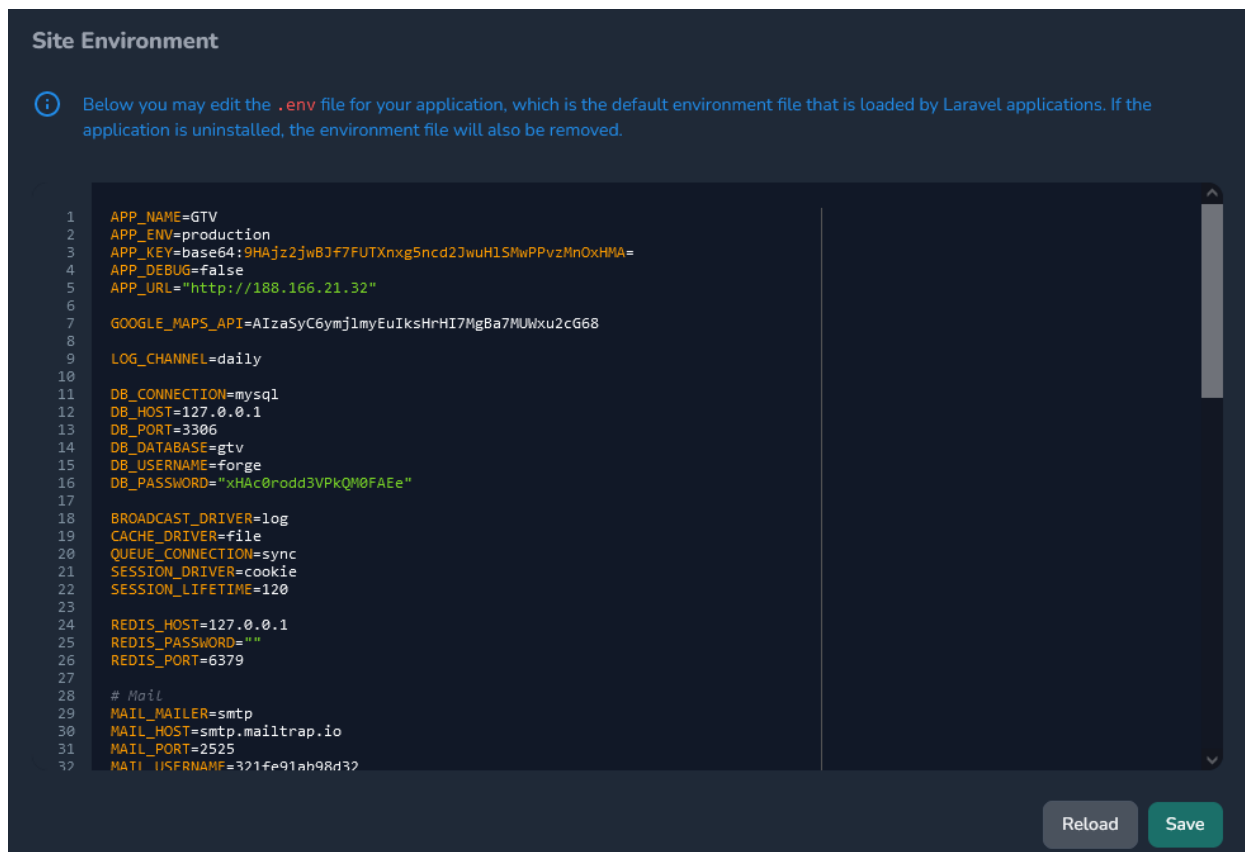 Site Environment
Below you may edit the .env file for your application, which is the default environment file that is loaded by Laravel applications. If the
application is uninstalled, the environment file will also be removed.
1 APP_NAME=GTV
2 APP_ENV=production
3 APP_KEY=base64:9HAjz2jwBJf7FUTXnxg5ncd2JwuHlSMwPPvzMnOxHMA=
4 APP_DEBUG=false
5 APP_URL="http://188.166.21.32"
6
7 GOOGLE_MAPS_API=AIzaSyC6ymjlmyEuIksHrHI7MgBa7MUWxu2cG68
8
9 LOG_CHANNEL=daily
10
11 DB_CONNECTION=mysql
12 DB_HOST=127.0.0.1
13 DB_PORT=3306
14 DB_DATABASE=gtv
15 DB_USERNAME=forge
16 DB_PASSWORD="xHAc0rodd3VPkQM0FAEe"
17
18 BROADCAST_DRIVER=log
19 CACHE_DRIVER=file
20 QUEUE_CONNECTION=sync
21 SESSION_DRIVER=cookie
22 SESSION_LIFETIME=120
23
24 REDIS_HOST=127.0.0.1
25 REDIS_PASSWORD=""
26 REDIS_PORT=6379
27
28 # Mail
29 MAIL_MAILER=smtp
30 MAIL_HOST=smtp.mailtrap.io
31 MAIL_PORT=2525
32 MAIL_USERNAME=321fe91ab98d32
Reload
Save